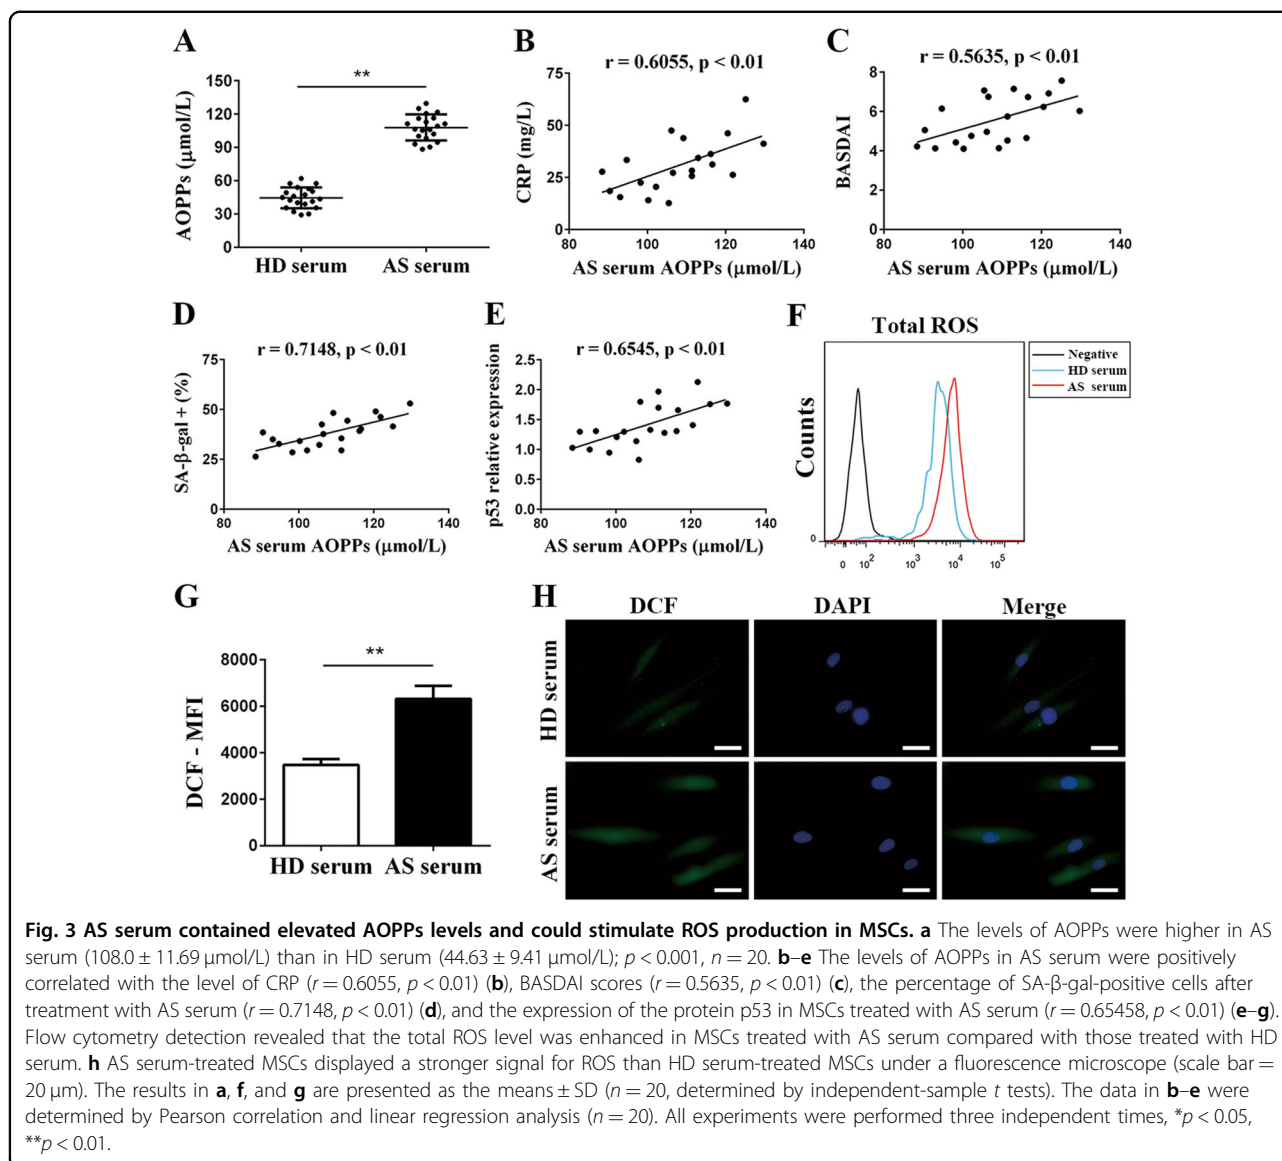 A
**
AOPPs (μmol/L)
150
120
90
60
30
0
HD serum
AS serum
B
r = 0.6055, p < 0.01
CRP (mg/L)
75
50
25
0
80
100
120
140
AS serum AOPPs (μmol/L)
C
r = 0.5635, p < 0.01
BASDAI
8
6
4
2
0
80
100
120
140
AS serum AOPPs (μmol/L)
D
r = 0.7148, p < 0.01
SA-β-gal + (%)
75
50
25
0
80
100
120
140
AS serum AOPPs (μmol/L)
E
r = 0.6545, p < 0.01
p53 relative expression
2.5
2.0
1.5
1.0
0.5
0.0
80
100
120
140
AS serum AOPPs (μmol/L)
F
Total ROS
Negative
HD serum
AS serum
Counts
0
0
10²
10³
10⁴
10⁵
G
**
DCF - MFI
8000
6000
4000
2000
0
HD serum
AS serum
H
DCF
DAPI
Merge
HD serum
AS serum
Fig. 3 AS serum contained elevated AOPPs levels and could stimulate ROS production in MSCs. a The levels of AOPPs were higher in AS
serum (108.0 ± 11.69 μmol/L) than in HD serum (44.63 ± 9.41 μmol/L); p < 0.001, n = 20. b–e The levels of AOPPs in AS serum were positively
correlated with the level of CRP (r = 0.6055, p < 0.01) (b), BASDAI scores (r = 0.5635, p < 0.01) (c), the percentage of SA-β-gal-positive cells after
treatment with AS serum (r = 0.7148, p < 0.01) (d), and the expression of the protein p53 in MSCs treated with AS serum (r = 0.65458, p < 0.01) (e–g).
Flow cytometry detection revealed that the total ROS level was enhanced in MSCs treated with AS serum compared with those treated with HD
serum. h AS serum-treated MSCs displayed a stronger signal for ROS than HD serum-treated MSCs under a fluorescence microscope (scale bar =
20 μm). The results in a, f, and g are presented as the means ± SD (n = 20, determined by independent-sample t tests). The data in b–e were
determined by Pearson correlation and linear regression analysis (n = 20). All experiments were performed three independent times, *p < 0.05,
**p < 0.01.